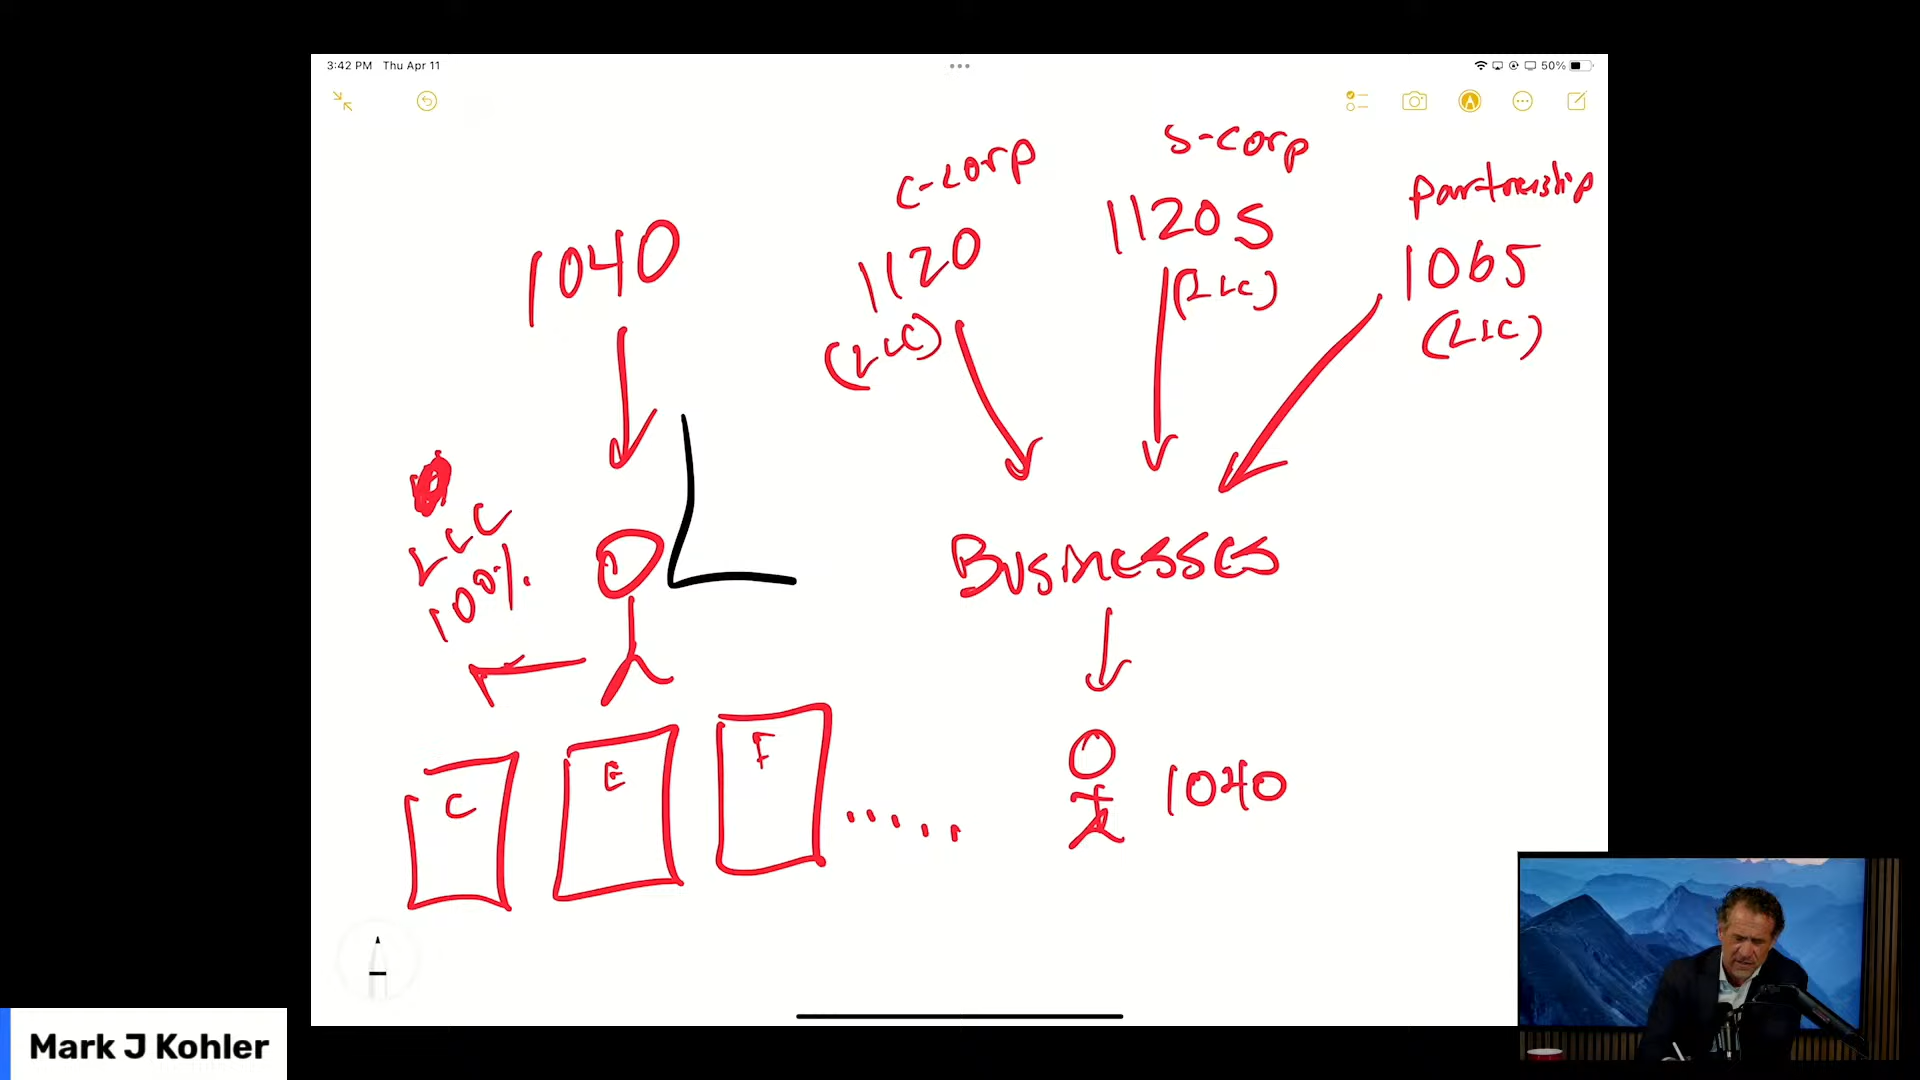 3:42 PM Thu Apr 11
50%
C-corp
S-corp
Partnership
1040
1120
1120S
1065
(LLC)
(LLC)
(LLC)
LLC
100%
Businesses
C
E
F
1040
Mark J Kohler